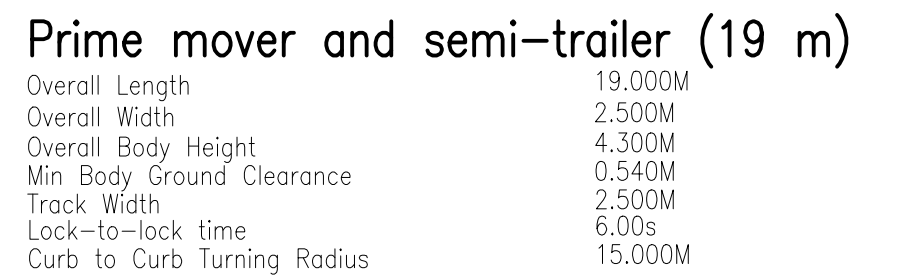 Prime mover and semi-trailer (19 m)
Overall Length 19.000M
Overall Width 2.500M
Overall Body Height 4.300M
Min Body Ground Clearance 0.540M
Track Width 2.500M
Lock-to-lock time 6.00s
Curb to Curb Turning Radius 15.000M